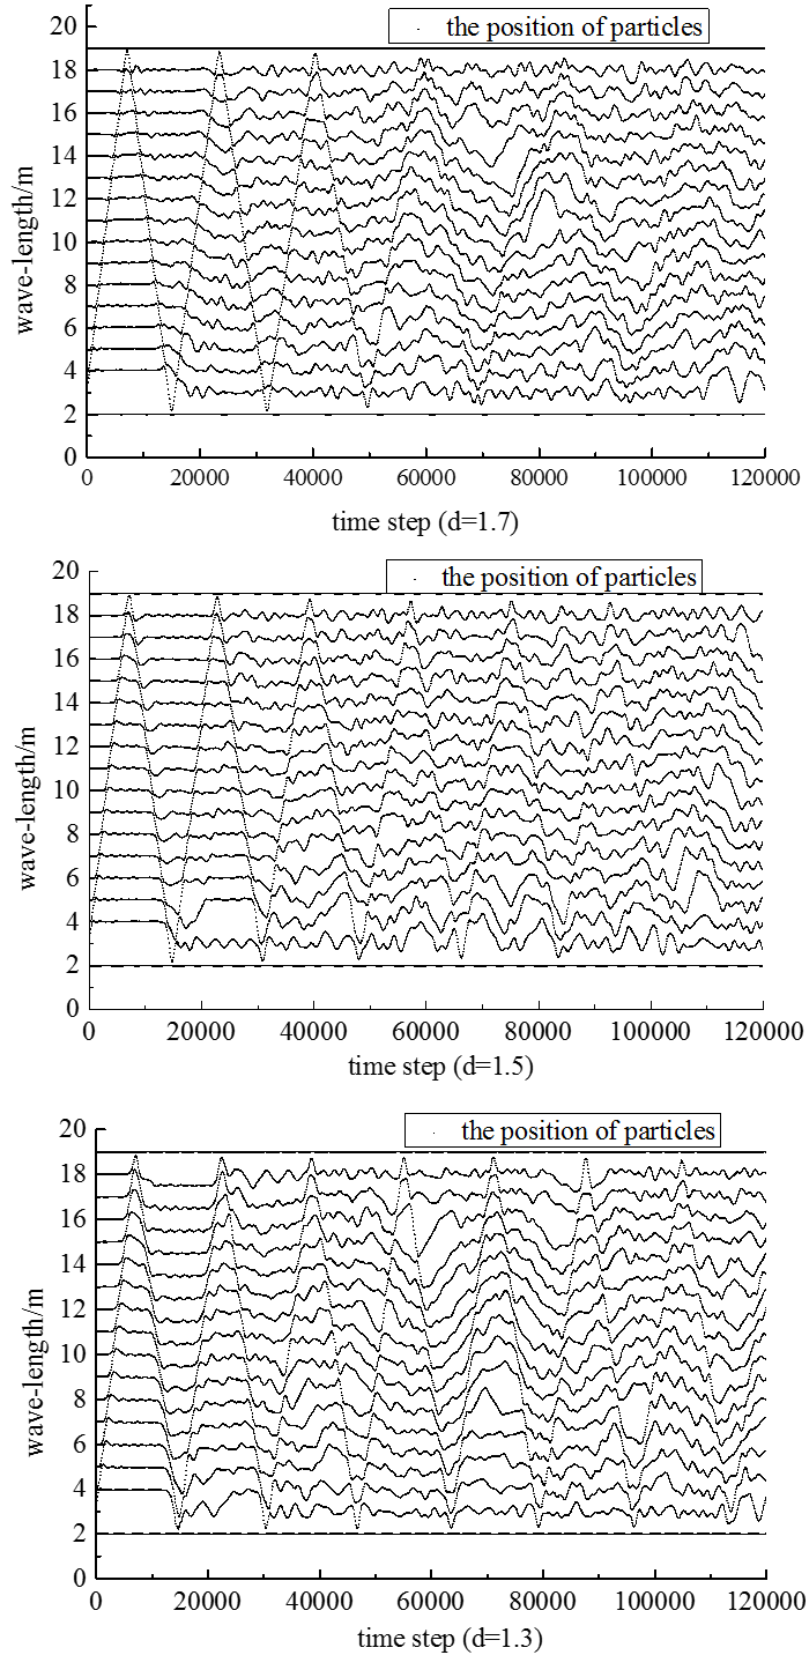 the position of particles
20
18
16
14
12
10
8
6
4
2
0
wave-length/m
0 20000 40000 60000 80000 100000 120000
time step (d=1.7)
the position of particles
20
18
16
14
12
10
8
6
4
2
0
wave-length/m
0 20000 40000 60000 80000 100000 120000
time step (d=1.5)
the position of particles
20
18
16
14
12
10
8
6
4
2
0
wave-length/m
0 20000 40000 60000 80000 100000 120000
time step (d=1.3)